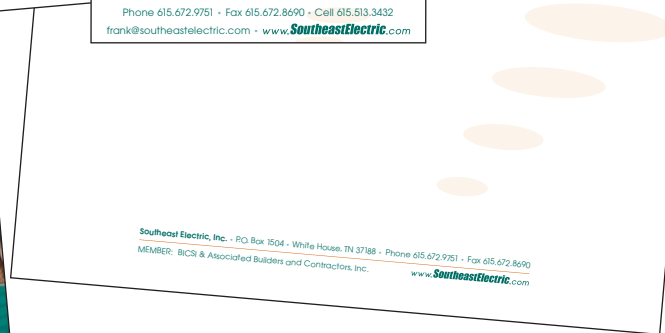 Phone 615.672.9751 • Fax 615.672.8690 • Cell 615.513.3432
frank@southeastelectric.com • www.SoutheastElectric.com
Southeast Electric, Inc. • P.O. Box 1504 • White House, TN 37188 • Phone 615.672.9751 • Fax 615.672.8690
MEMBER: BICSI & Associated Builders and Contractors, Inc.
www.SoutheastElectric.com